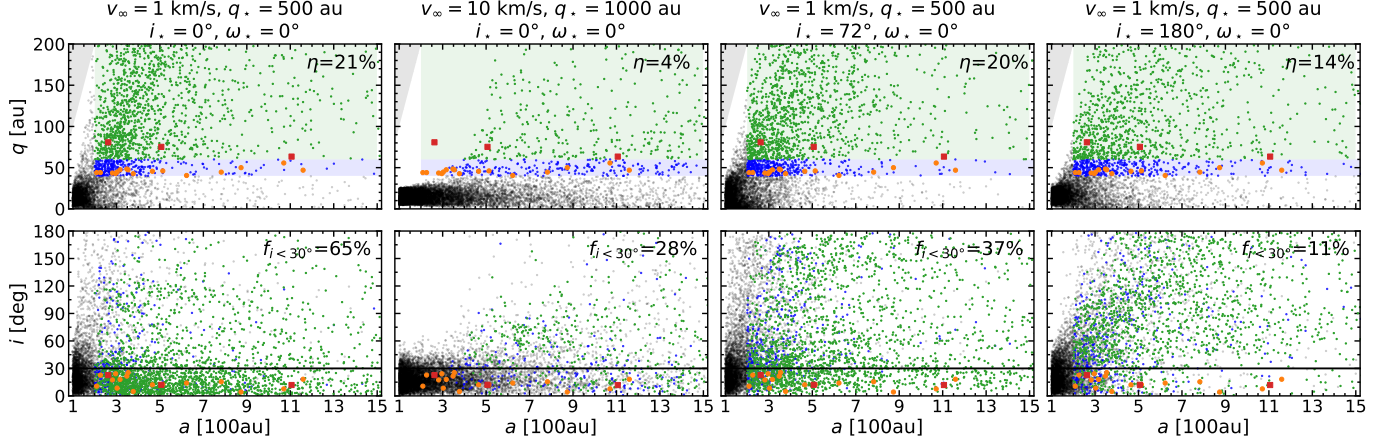 v∞ = 1 km/s, q⋆ = 500 au
i⋆ = 0°, ω⋆ = 0°
v∞ = 10 km/s, q⋆ = 1000 au
i⋆ = 0°, ω⋆ = 0°
v∞ = 1 km/s, q⋆ = 500 au
i⋆ = 72°, ω⋆ = 0°
v∞ = 1 km/s, q⋆ = 500 au
i⋆ = 180°, ω⋆ = 0°
q [au]
200
150
100
50
0
η=21%
η=4%
η=20%
η=14%
i [deg]
180
150
120
90
60
30
0
f i<30°=65%
f i<30°=28%
f i<30°=37%
f i<30°=11%
1 3 5 7 9 11 13 15
1 3 5 7 9 11 13 15
1 3 5 7 9 11 13 15
1 3 5 7 9 11 13 15
a [100au]
a [100au]
a [100au]
a [100au]